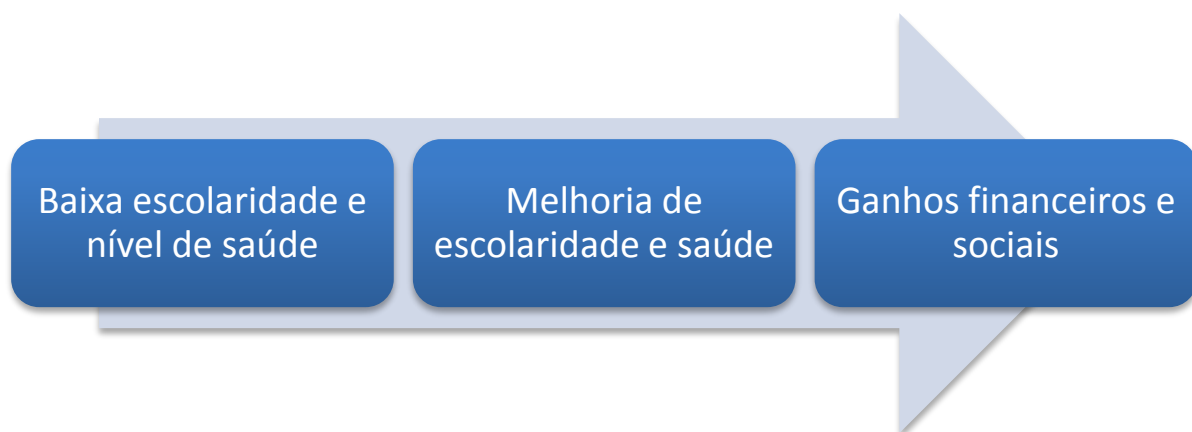 Baixa escolaridade e
nível de saúde
Melhoria de
escolaridade e saúde
Ganhos financeiros e
sociais